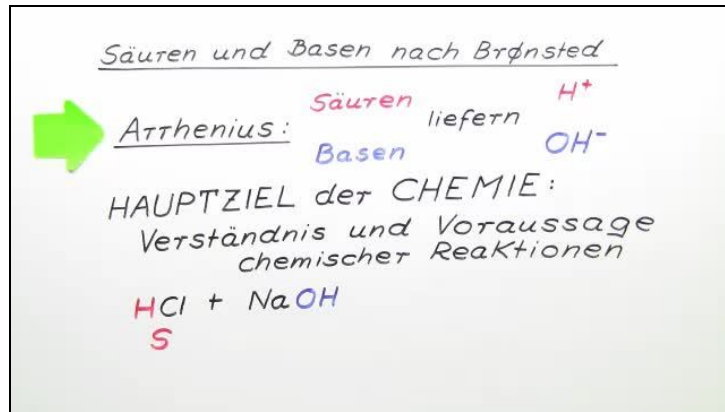 Säuren und Basen nach Brønsted
Arrhenius: Säuren liefern H⁺
Basen OH⁻
HAUPTZIEL der CHEMIE:
Verständnis und Voraussage
chemischer Reaktionen
HCl + NaOH
S